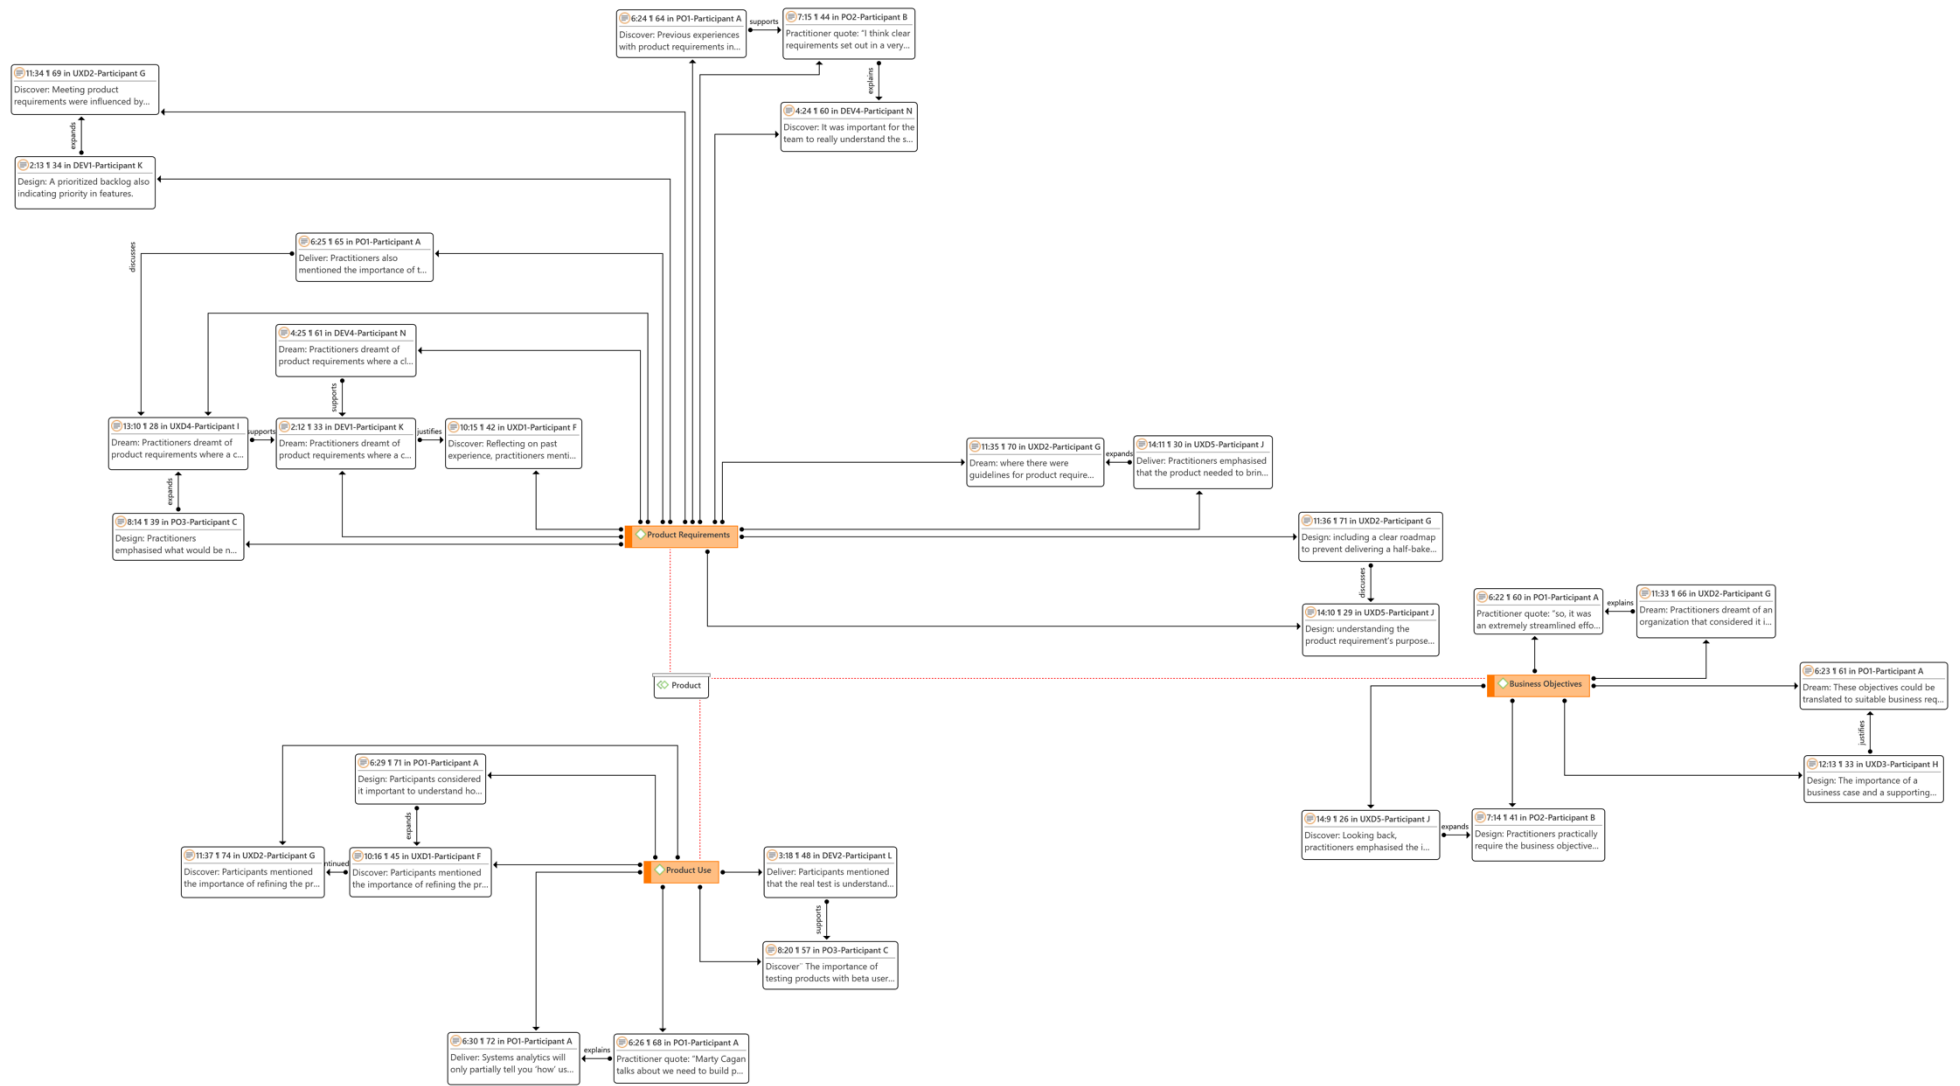 6:24 ¶ 64 in PO1-Participant A
Discover: Previous experiences
with product requirements in...
supports
7:15 ¶ 44 in PO2-Participant B
Practitioner quote: "I think clear
requirements set out in a very...
explains
4:24 ¶ 60 in DEV4-Participant N
Discover: It was important for the
team to really understand the s...
11:34 ¶ 69 in UXD2-Participant G
Discover: Meeting product
requirements were influenced by...
expands
2:13 ¶ 34 in DEV1-Participant K
Design: A prioritized backlog also
indicating priority in features.
discusses
6:25 ¶ 65 in PO1-Participant A
Deliver: Practitioners also
mentioned the importance of t...
4:25 ¶ 61 in DEV4-Participant N
Dream: Practitioners dreamt of
product requirements where a cl...
supports
13:10 ¶ 28 in UXD4-Participant I
Dream: Practitioners dreamt of
product requirements where a c...
supports
2:12 ¶ 33 in DEV1-Participant K
Dream: Practitioners dreamt of
product requirements where a c...
justifies
10:15 ¶ 42 in UXD1-Participant F
Discover: Reflecting on past
experience, practitioners menti...
expands
8:14 ¶ 39 in PO3-Participant C
Design: Practitioners
emphasised what would be n...
Product Requirements
11:35 ¶ 70 in UXD2-Participant G
Dream: where there were
guidelines for product require...
expands
14:11 ¶ 30 in UXD5-Participant J
Deliver: Practitioners emphasised
that the product needed to brin...
11:36 ¶ 71 in UXD2-Participant G
Design: including a clear roadmap
to prevent delivering a half-bake...
discusses
14:10 ¶ 29 in UXD5-Participant J
Design: understanding the
product requirement's purpose...
6:22 ¶ 60 in PO1-Participant A
Practitioner quote: "so, it was
an extremely streamlined effo...
explains
11:33 ¶ 66 in UXD2-Participant G
Dream: Practitioners dreamt of an
organization that considered it i...
Product
Business Objectives
6:23 ¶ 61 in PO1-Participant A
Dream: These objectives could be
translated to suitable business req...
justifies
12:13 ¶ 33 in UXD3-Participant H
Design: The importance of a
business case and a supporting...
14:9 ¶ 26 in UXD5-Participant J
Discover: Looking back,
practitioners emphasised the i...
expands
7:14 ¶ 41 in PO2-Participant B
Design: Practitioners practically
require the business objective...
6:29 ¶ 71 in PO1-Participant A
Design: Participants considered
it important to understand ho...
expands
11:37 ¶ 74 in UXD2-Participant G
Discover: Participants mentioned
the importance of refining the pr...
ntinued
10:16 ¶ 45 in UXD1-Participant F
Discover: Participants mentioned
the importance of refining the pr...
Product Use
3:18 ¶ 48 in DEV2-Participant L
Deliver: Participants mentioned
that the real test is understand...
supports
8:20 ¶ 57 in PO3-Participant C
Discover¨ The importance of
testing products with beta user...
6:30 ¶ 72 in PO1-Participant A
Deliver: Systems analytics will
only partially tell you 'how' us...
explains
6:26 ¶ 68 in PO1-Participant A
Practitioner quote: "Marty Cagan
talks about we need to build p...